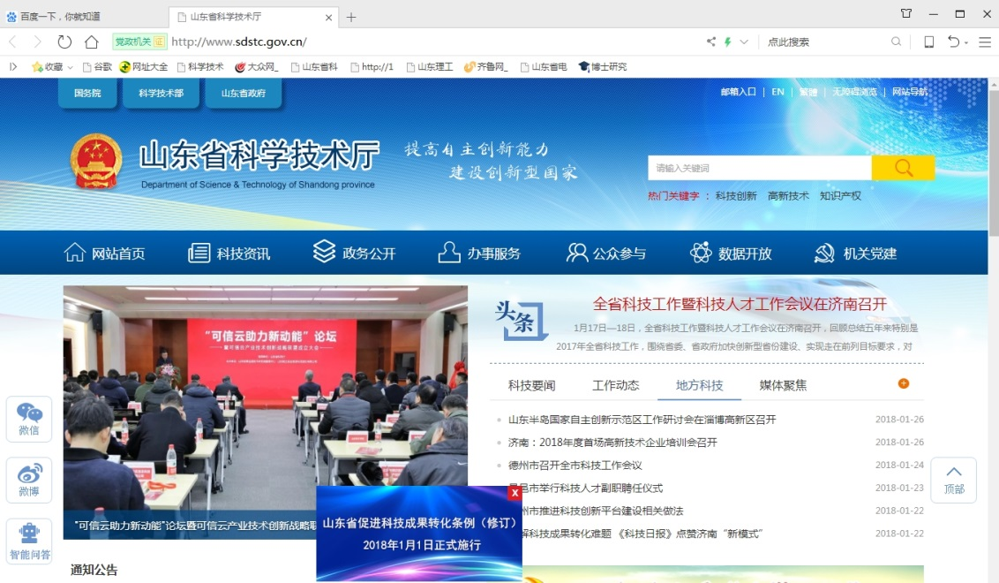 百度一下，你就知道
山东省科学技术厅
党政机关 证 http://www.sdstc.gov.cn/
点此搜索
收藏 谷歌 网址大全 科学技术 大众网_ 山东省科 http://1 山东理工 齐鲁网_ 山东省电 博士研究
国务院 科学技术部 山东省政府
邮箱入口 | EN | 繁體 | 无障碍浏览 | 网站导航
山东省科学技术厅
Department of Science & Technology of Shandong province
提高自主创新能力
建设创新型国家
请输入关键词
热门关键字 ： 科技创新 高新技术 知识产权
网站首页 科技资讯 政务公开 办事服务 公众参与 数据开放 机关党建
“可信云助力新动能”论坛
“可信云助力新动能”论坛暨可信云产业技术创新战略联
头条
全省科技工作暨科技人才工作会议在济南召开
1月17日—18日，全省科技工作暨科技人才工作会议在济南召开，回顾总结五年来特别是
2017年全省科技工作，围绕省委、省政府加快创新型省份建设、实现走在前列目标要求，对
科技要闻 工作动态 地方科技 媒体聚焦
山东半岛国家自主创新示范区工作研讨会在淄博高新区召开 2018-01-26
济南：2018年度首场高新技术企业培训会召开 2018-01-26
德州市召开全市科技工作会议 2018-01-24
邑市举行科技人才副职聘任仪式 2018-01-23
州市推进科技创新平台建设相关做法 2018-01-22
解科技成果转化难题 《科技日报》点赞济南“新模式” 2018-01-22
微信
微博
智能问答
顶部
X
山东省促进科技成果转化条例（修订）
2018年1月1日正式施行
通知公告